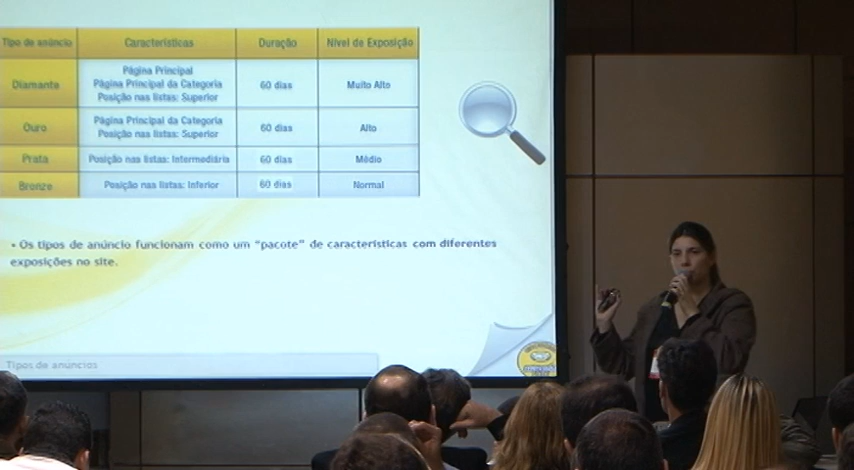 Tipo de anúncio Características Duração Nível de Exposição
Diamante
Página Principal
Página Principal da Categoria
Posição nas listas: Superior
60 dias Muito Alto
Ouro
Página Principal da Categoria
Posição nas listas: Superior
60 dias Alto
Prata Posição nas listas: Intermediária 60 dias Médio
Bronze Posição nas listas: Inferior 60 dias Normal
• Os tipos de anúncio funcionam como um “pacote” de características com diferentes
exposições no site.
Tipos de anúncios